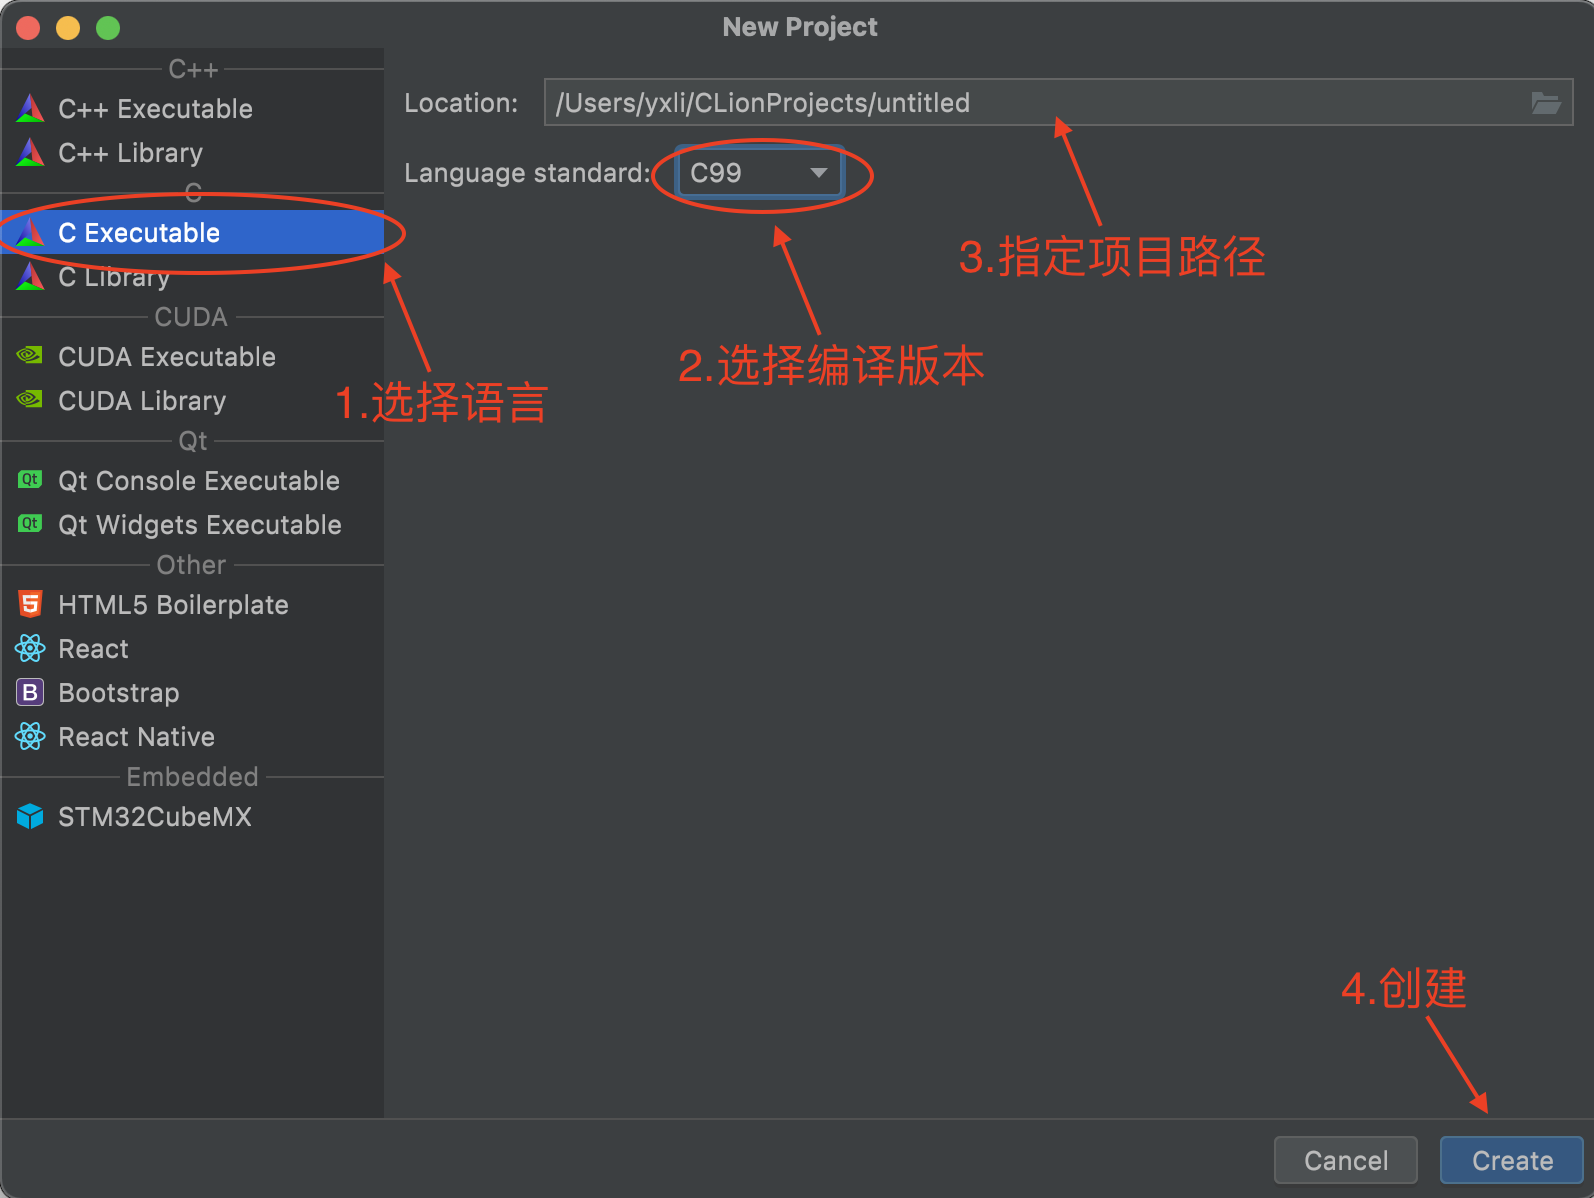 New Project
C++
C++ Executable
C++ Library
C
C Executable
C Library
CUDA
CUDA Executable
CUDA Library
Qt
Qt Qt Console Executable
Qt Qt Widgets Executable
Other
5 HTML5 Boilerplate
React
B Bootstrap
React Native
Embedded
STM32CubeMX
Location: /Users/yxli/CLionProjects/untitled
Language standard: C99
3.指定项目路径
2.选择编译版本
1.选择语言
4.创建
Cancel
Create